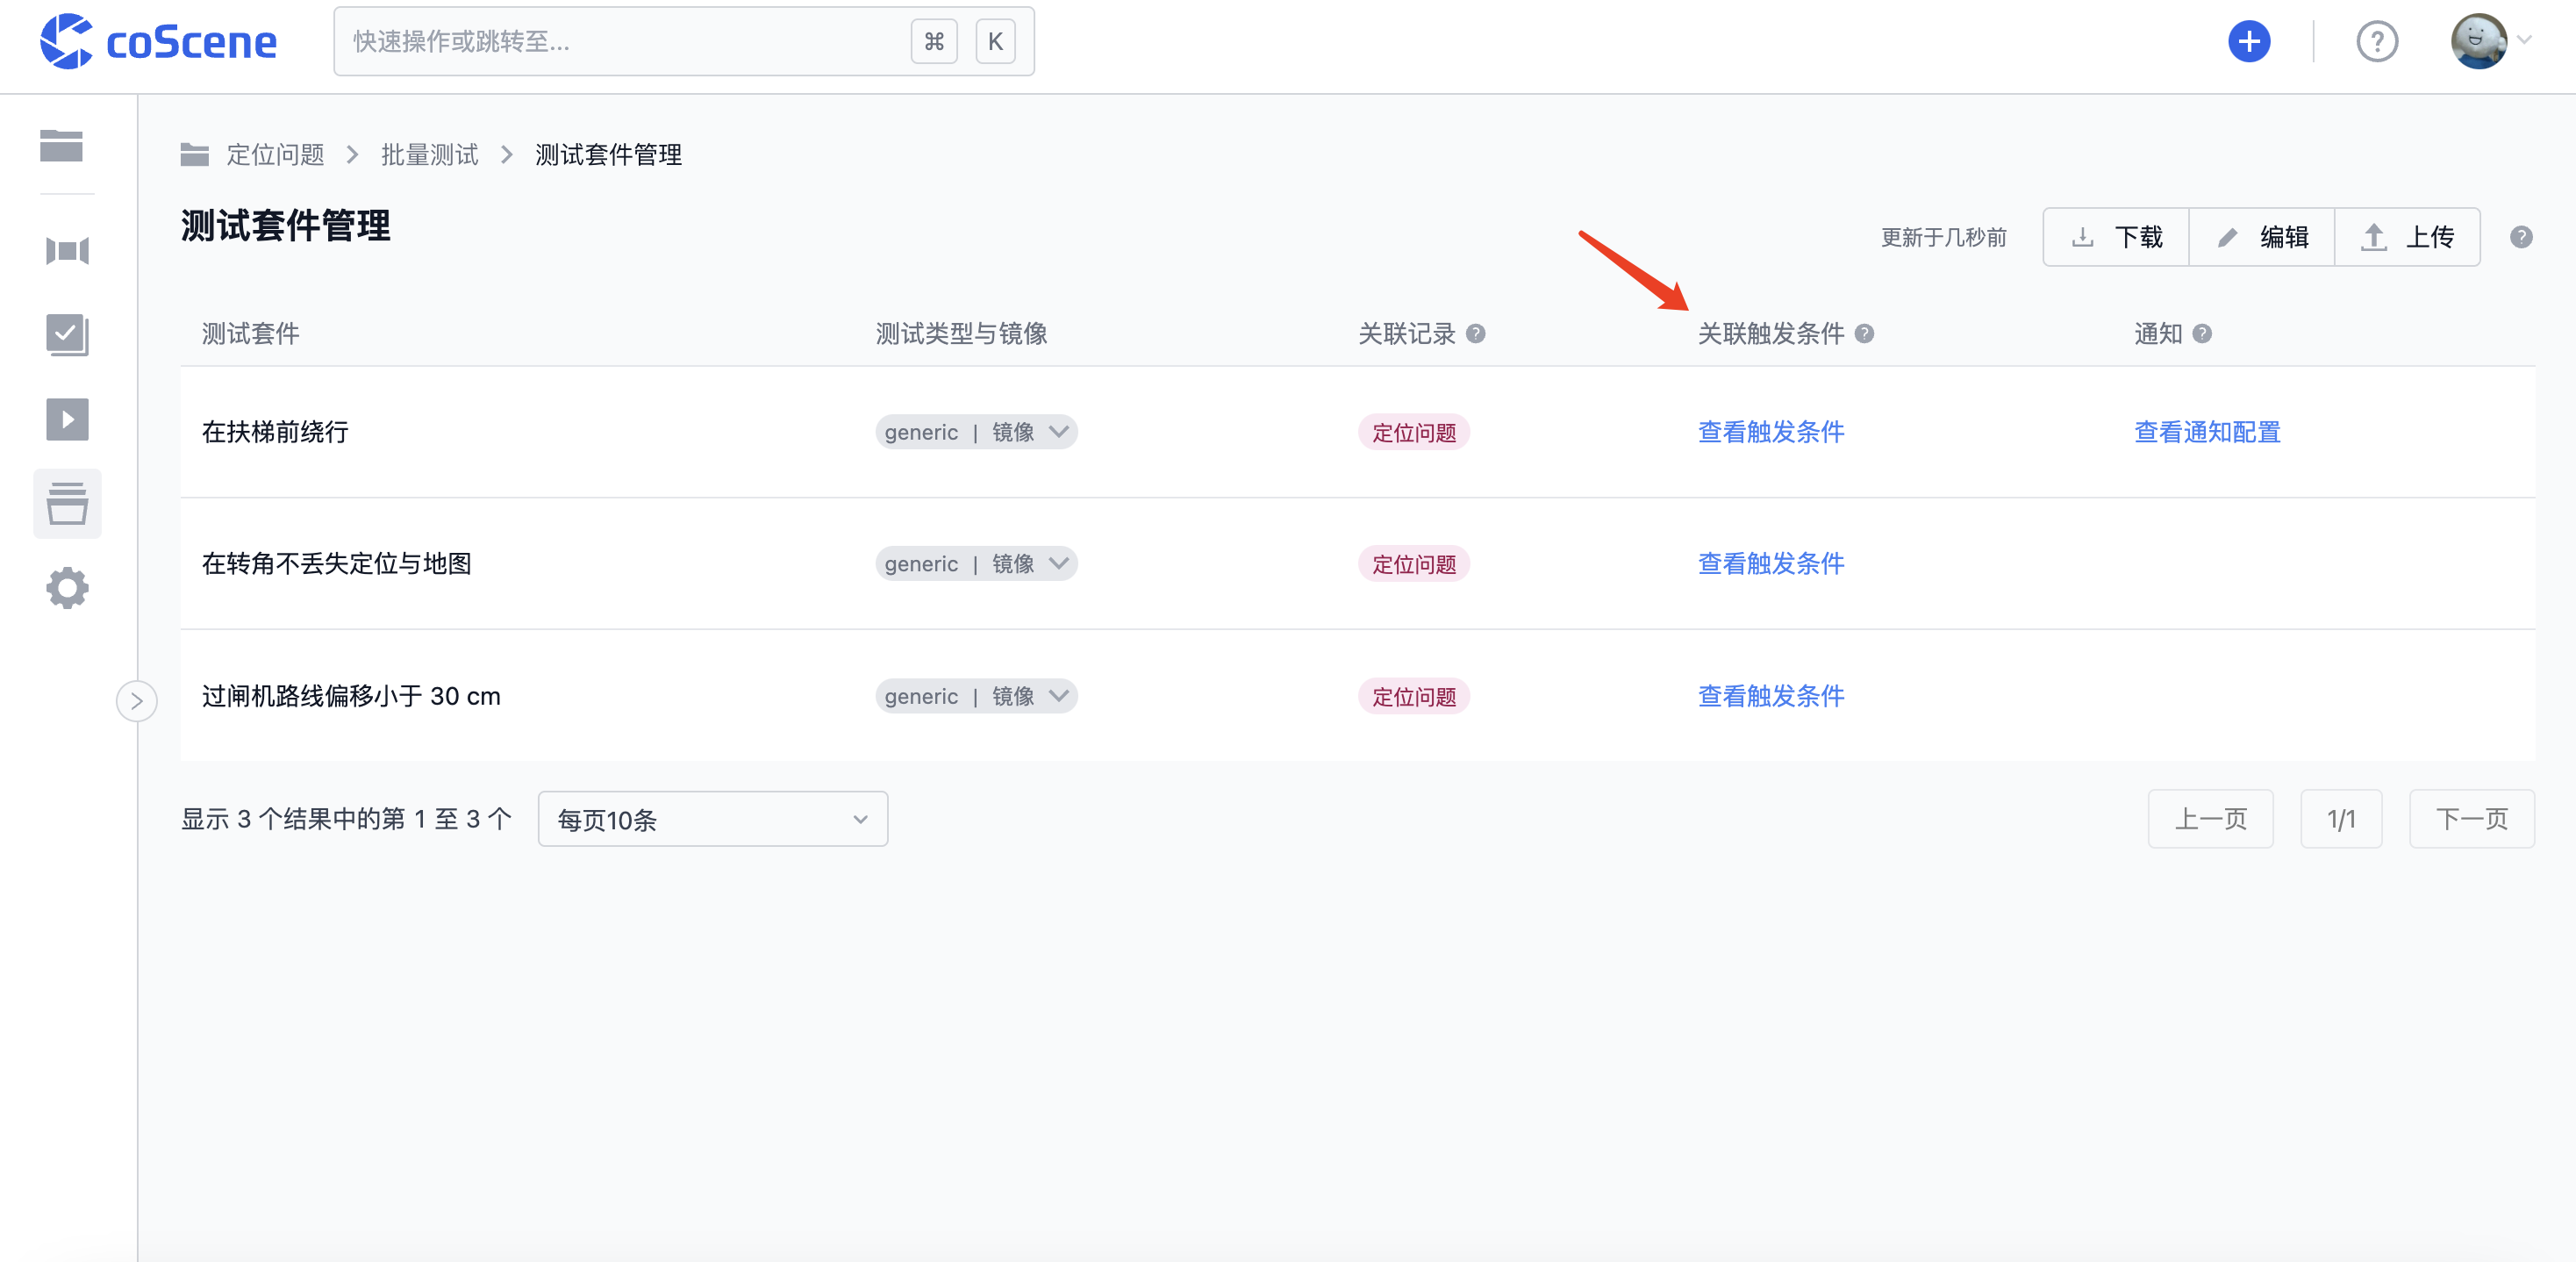 coScene
快速操作或跳转至...
⌘ K
定位问题 批量测试 测试套件管理
测试套件管理
更新于几秒前 下载 编辑 上传
测试套件 测试类型与镜像 关联记录 关联触发条件 通知
在扶梯前绕行 generic | 镜像 定位问题 查看触发条件 查看通知配置
在转角不丢失定位与地图 generic | 镜像 定位问题 查看触发条件
过闸机路线偏移小于 30 cm generic | 镜像 定位问题 查看触发条件
显示 3 个结果中的第 1 至 3 个 每页10条 上一页 1/1 下一页